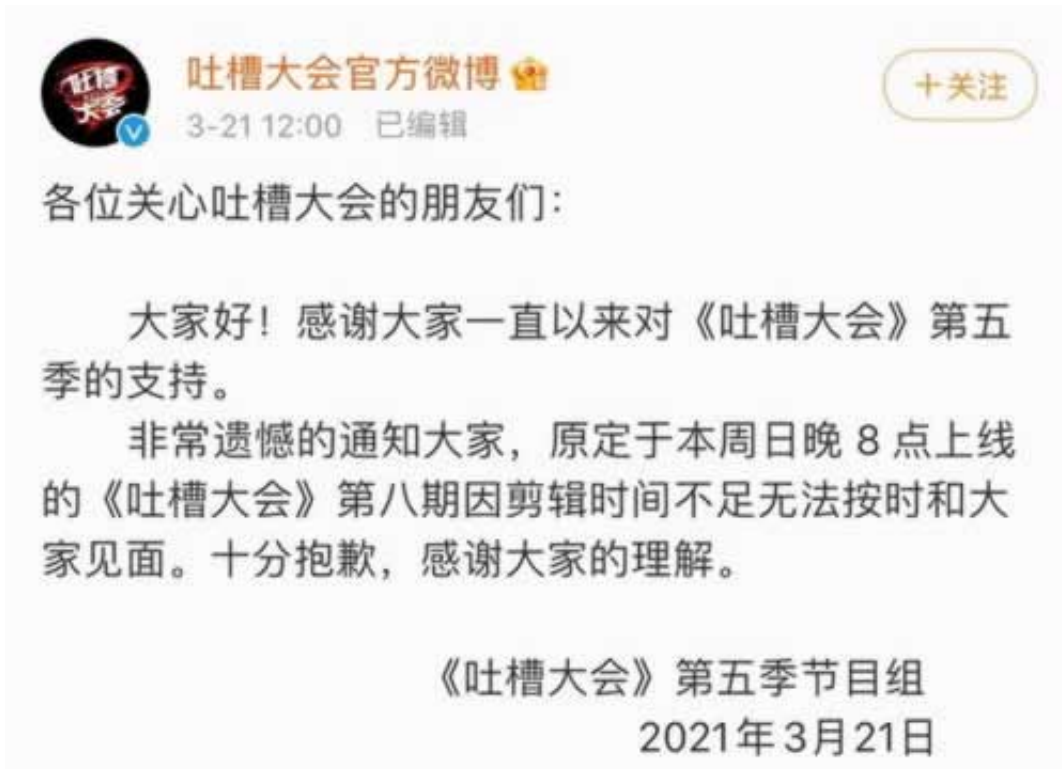 吐槽大会
吐槽大会官方微博
+关注
3-21 12:00 已编辑
各位关心吐槽大会的朋友们：
大家好！感谢大家一直以来对《吐槽大会》第五
季的支持。
非常遗憾的通知大家，原定于本周日晚 8 点上线
的《吐槽大会》第八期因剪辑时间不足无法按时和大
家见面。十分抱歉，感谢大家的理解。
《吐槽大会》第五季节目组
2021年3月21日